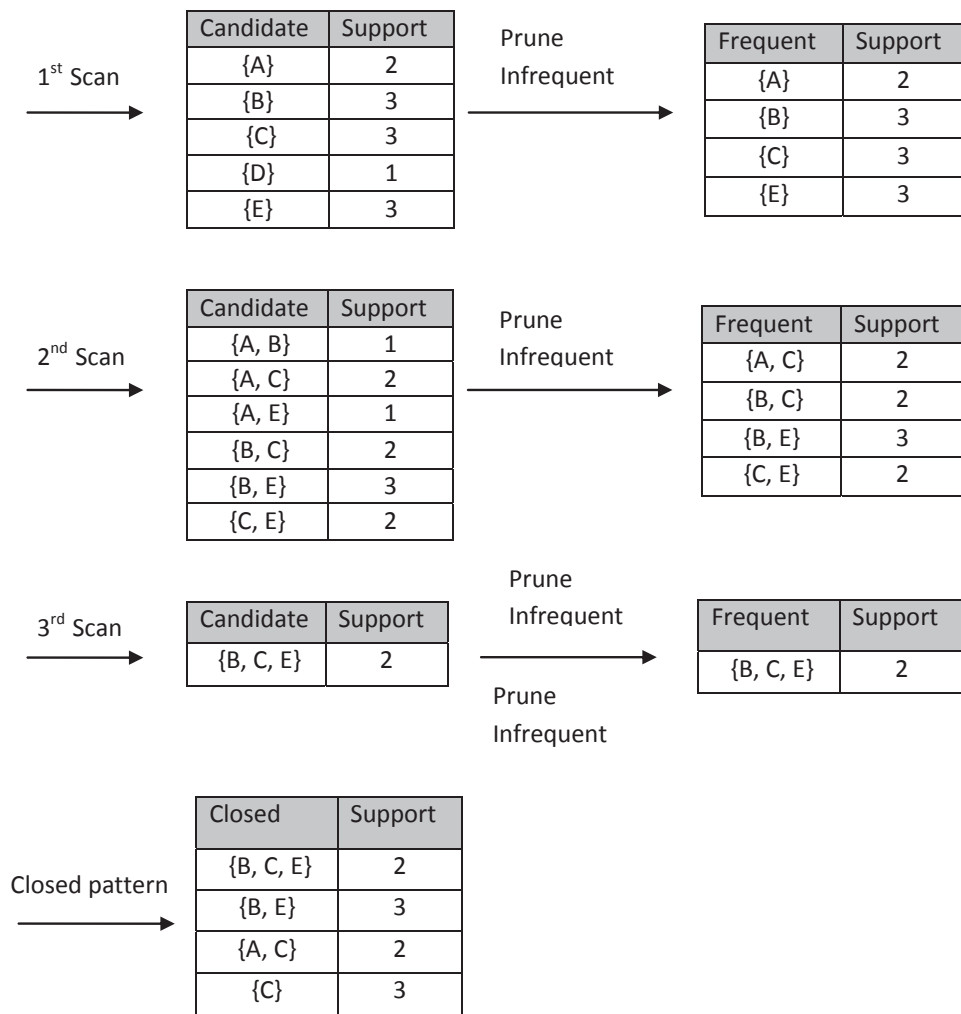 Candidate Support
{A} 2
{B} 3
{C} 3
{D} 1
{E} 3
1st Scan
Prune
Infrequent
Frequent Support
{A} 2
{B} 3
{C} 3
{E} 3
2nd Scan
Candidate Support
{A, B} 1
{A, C} 2
{A, E} 1
{B, C} 2
{B, E} 3
{C, E} 2
Prune
Infrequent
Frequent Support
{A, C} 2
{B, C} 2
{B, E} 3
{C, E} 2
3rd Scan
Candidate Support
{B, C, E} 2
Prune
Infrequent
Prune
Infrequent
Frequent Support
{B, C, E} 2
Closed pattern
Closed Support
{B, C, E} 2
{B, E} 3
{A, C} 2
{C} 3